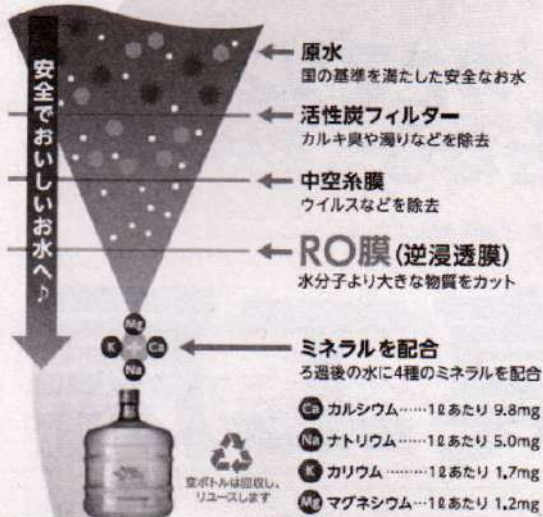 安全でおいしいお水へ♪
原水
国の基準を満たした安全なお水
活性炭フィルター
カルキ臭や濁りなどを除去
中空糸膜
ウイルスなどを除去
RO膜(逆浸透膜)
水分子より大きな物質をカット
Mg
K
Ca
Na
ミネラルを配合
ろ過後の水に4種のミネラルを配合
Ca カルシウム……1ℓあたり 9.8mg
Na ナトリウム……1ℓあたり 5.0mg
K カリウム………1ℓあたり 1.7mg
Mg マグネシウム…1ℓあたり 1.2mg
空ボトルは回収し、
リユースします